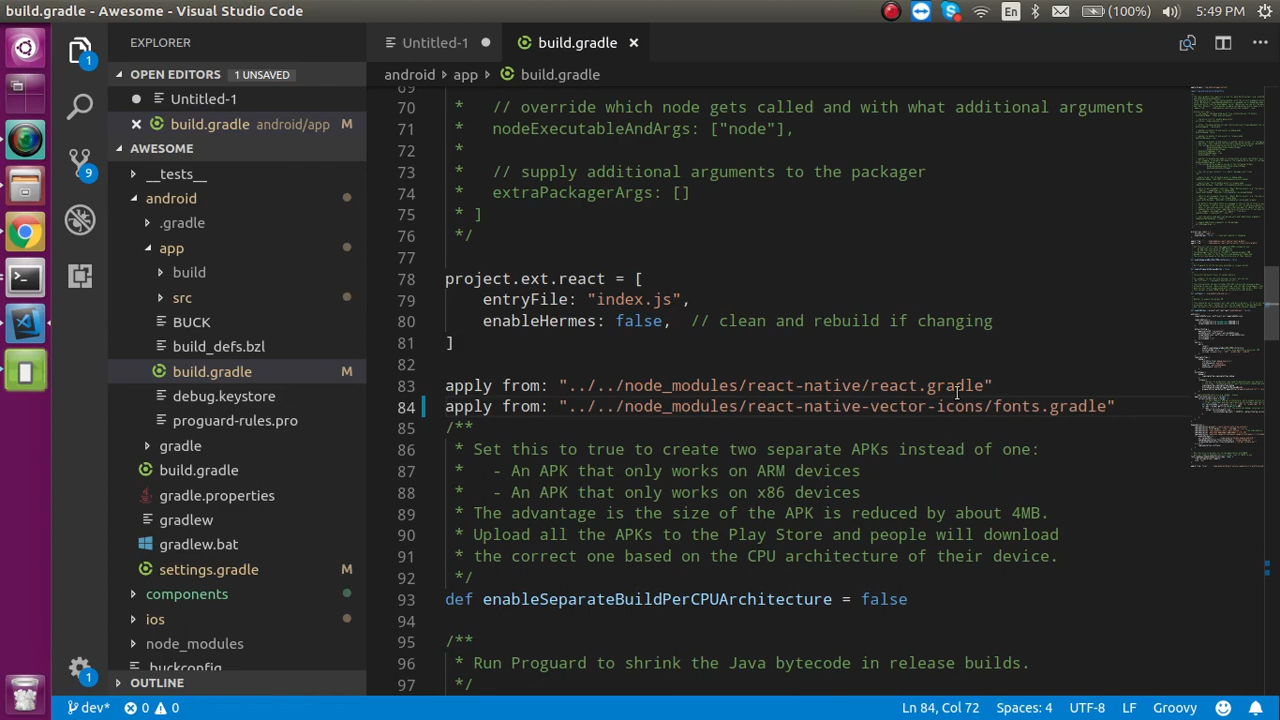 build.gradle - Awesome - Visual Studio Code
En
(100%)
5:49 PM
EXPLORER
Untitled-1
build.gradle
1
OPEN EDITORS
1 UNSAVED
android
app
build.gradle
Untitled-1
build.gradle android/app M
AWESOME
__tests__
9
android
.gradle
app
build
src
BUCK
build_defs.bzl
build.gradle M
debug.keystore
proguard-rules.pro
gradle
build.gradle
gradle.properties
gradlew
gradlew.bat
settings.gradle M
components
ios
node_modules
OUTLINE
1
70 * // override which node gets called and with what additional arguments
71 * nodeExecutableAndArgs: ["node"],
72 *
73 * // supply additional arguments to the packager
74 * extraPackagerArgs: []
75 * ]
76 */
77
78 project.ext.react = [
79 entryFile: "index.js",
80 enableHermes: false, // clean and rebuild if changing
81 ]
82
83 apply from: "../../node_modules/react-native/react.gradle"
84 apply from: "../../node_modules/react-native-vector-icons/fonts.gradle"
85 /**
86 * Set this to true to create two separate APKs instead of one:
87 * - An APK that only works on ARM devices
88 * - An APK that only works on x86 devices
89 * The advantage is the size of the APK is reduced by about 4MB.
90 * Upload all the APKs to the Play Store and people will download
91 * the correct one based on the CPU architecture of their device.
92 */
93 def enableSeparateBuildPerCPUArchitecture = false
94
95 /**
96 * Run Proguard to shrink the Java bytecode in release builds.
97 */
dev*
0
0
Ln 84, Col 72
Spaces: 4
UTF-8
LF
Groovy